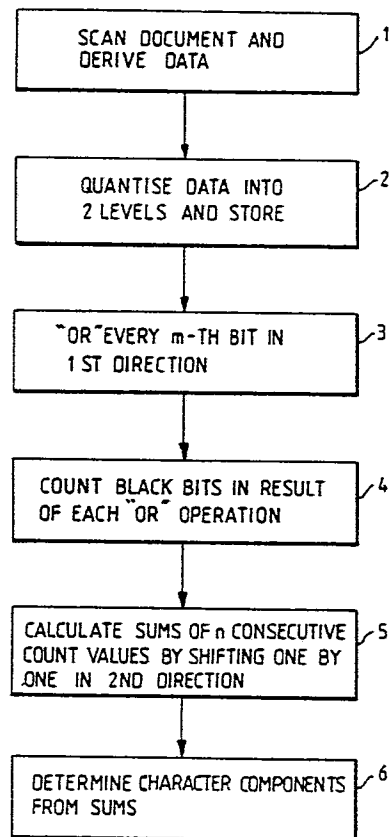 SCAN DOCUMENT AND
DERIVE DATA
1
QUANTISE DATA INTO
2 LEVELS AND STORE
2
"OR" EVERY m-TH BIT IN
1 ST DIRECTION
3
COUNT BLACK BITS IN RESULT
OF EACH "OR" OPERATION
4
CALCULATE SUMS OF n CONSECUTIVE
COUNT VALUES BY SHIFTING ONE BY
ONE IN 2ND DIRECTION
5
DETERMINE CHARACTER COMPONENTS
FROM SUMS
6